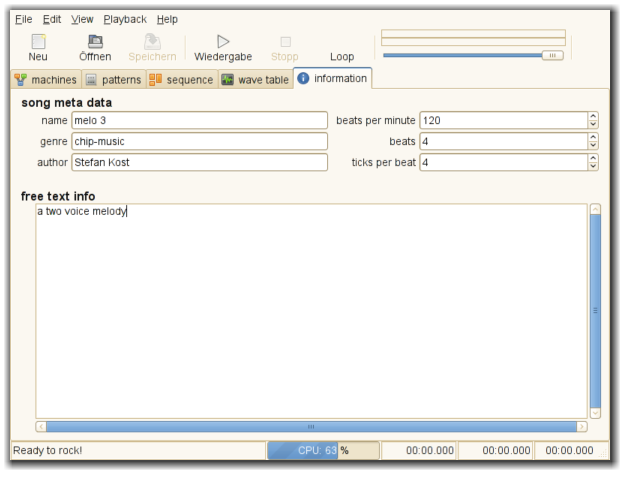 File Edit View Playback Help
Neu Öffnen Speichern Wiedergabe Stopp Loop
machines patterns sequence wave table information
song meta data
name melo 3 beats per minute 120
genre chip-music beats 4
author Stefan Kost ticks per beat 4
free text info
a two voice melody
Ready to rock! CPU: 63 % 00:00.000 00:00.000 00:00.000